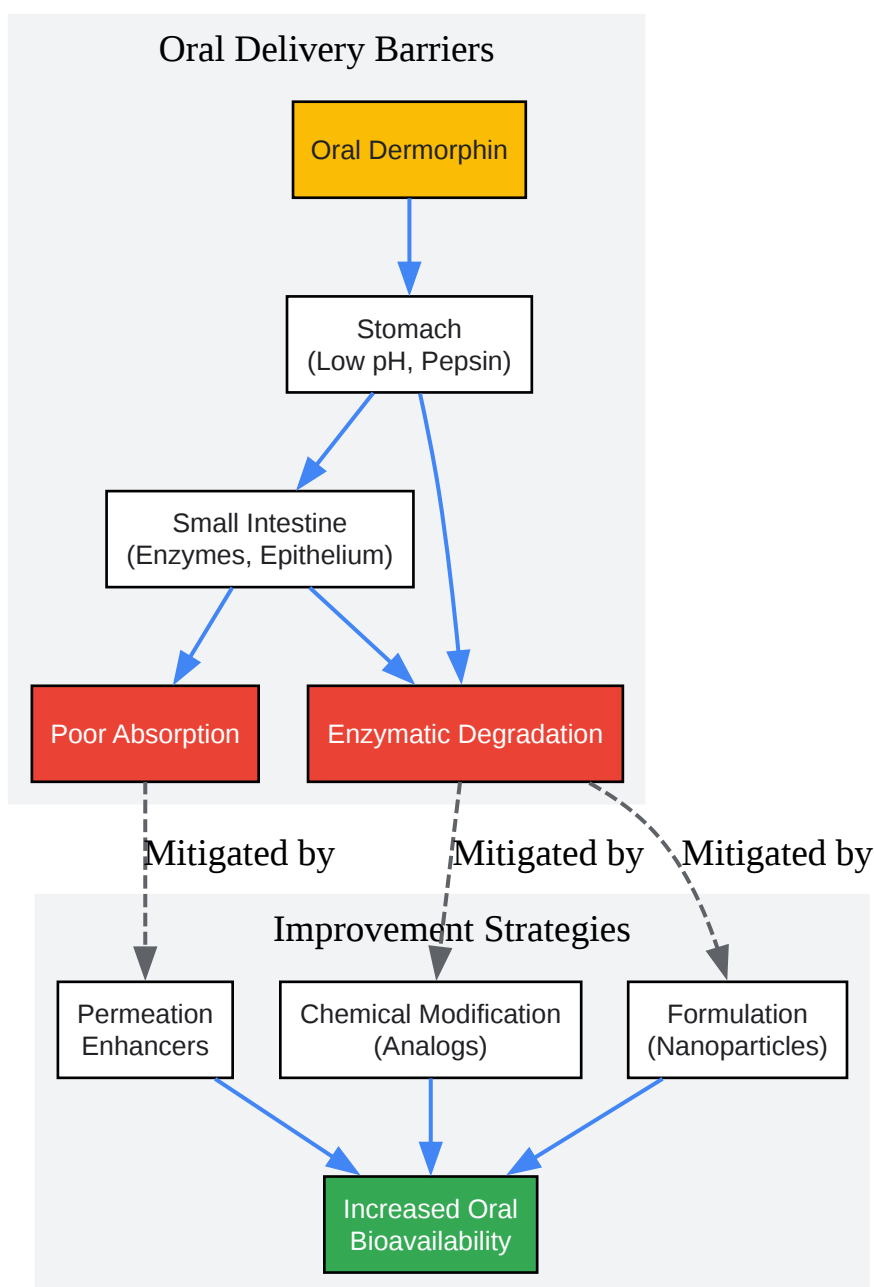 Oral Delivery Barriers
Oral Dermorphin
Stomach
(Low pH, Pepsin)
Small Intestine
(Enzymes, Epithelium)
Poor Absorption
Enzymatic Degradation
Mitigated by
Mitigated by
Mitigated by
Improvement Strategies
Permeation
Enhancers
Chemical Modification
(Analogs)
Formulation
(Nanoparticles)
Increased Oral
Bioavailability